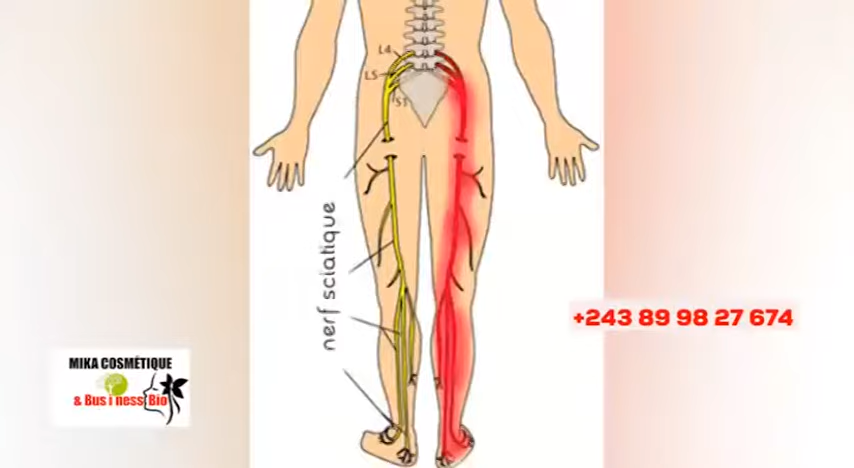 L4
L5
S1
nerf sciatique
+243 89 98 27 674
MIKA COSMÉTIQUE
& Bus i ness Bio